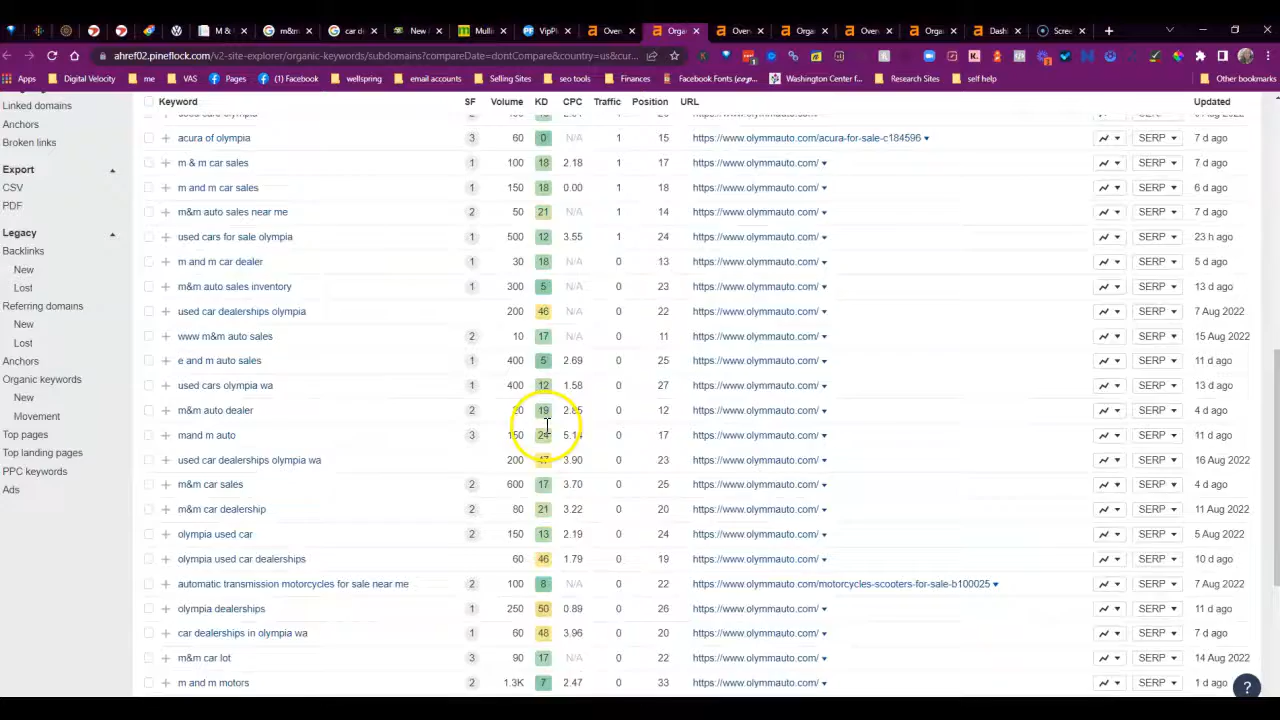 M & I
m&m
car d
New /
Mullin
VipPl
Over
Orga
Over
Orga
Over
Orga
Dash
Scree
ahref02.pineflock.com/v2-site-explorer/organic-keywords/subdomains?compareDate=dontCompare&country=us&cur...
Apps Digital Velocity me VAS Pages (1) Facebook wellspring email accounts Selling Sites seo tools Finances Facebook Fonts Washington Center f... Research Sites self help Other bookmarks
Linked domains
Anchors
Broken links
Export
CSV
PDF
Legacy
Backlinks
New
Lost
Referring domains
New
Lost
Anchors
Organic keywords
New
Movement
Top pages
Top landing pages
PPC keywords
Ads
Keyword SF Volume KD CPC Traffic Position URL Updated
acura of olympia 3 60 0 N/A 1 15 https://www.olymmauto.com/acura-for-sale-c184596 SERP 7 d ago
m & m car sales 1 100 18 2.18 1 17 https://www.olymmauto.com/ SERP 7 d ago
m and m car sales 1 150 18 0.00 1 18 https://www.olymmauto.com/ SERP 6 d ago
m&m auto sales near me 2 50 21 N/A 1 14 https://www.olymmauto.com/ SERP 7 d ago
used cars for sale olympia 1 500 12 3.55 1 24 https://www.olymmauto.com/ SERP 23 h ago
m and m car dealer 1 30 18 N/A 0 13 https://www.olymmauto.com/ SERP 5 d ago
m&m auto sales inventory 1 300 5 N/A 0 23 https://www.olymmauto.com/ SERP 13 d ago
used car dealerships olympia 200 46 N/A 0 22 https://www.olymmauto.com/ SERP 7 Aug 2022
www m&m auto sales 2 10 17 N/A 0 11 https://www.olymmauto.com/ SERP 15 Aug 2022
e and m auto sales 1 400 5 2.69 0 25 https://www.olymmauto.com/ SERP 11 d ago
used cars olympia wa 1 400 12 1.58 0 27 https://www.olymmauto.com/ SERP 13 d ago
m&m auto dealer 2 20 19 2.85 0 12 https://www.olymmauto.com/ SERP 4 d ago
mand m auto 3 150 24 5.14 0 17 https://www.olymmauto.com/ SERP 11 d ago
used car dealerships olympia wa 2 200 47 3.90 0 23 https://www.olymmauto.com/ SERP 16 Aug 2022
m&m car sales 2 600 17 3.70 0 25 https://www.olymmauto.com/ SERP 4 d ago
m&m car dealership 2 80 21 3.22 0 20 https://www.olymmauto.com/ SERP 11 Aug 2022
olympia used car 2 150 13 2.19 0 24 https://www.olymmauto.com/ SERP 5 Aug 2022
olympia used car dealerships 60 46 1.79 0 19 https://www.olymmauto.com/ SERP 10 d ago
automatic transmission motorcycles for sale near me 2 100 8 N/A 0 22 https://www.olymmauto.com/motorcycles-scooters-for-sale-b100025 SERP 7 Aug 2022
olympia dealerships 1 250 50 0.89 0 26 https://www.olymmauto.com/ SERP 11 d ago
car dealerships in olympia wa 1 60 48 3.96 0 20 https://www.olymmauto.com/ SERP 7 d ago
m&m car lot 3 90 17 N/A 0 22 https://www.olymmauto.com/ SERP 14 Aug 2022
m and m motors 2 1.3K 7 2.47 0 33 https://www.olymmauto.com/ SERP 1 d ago